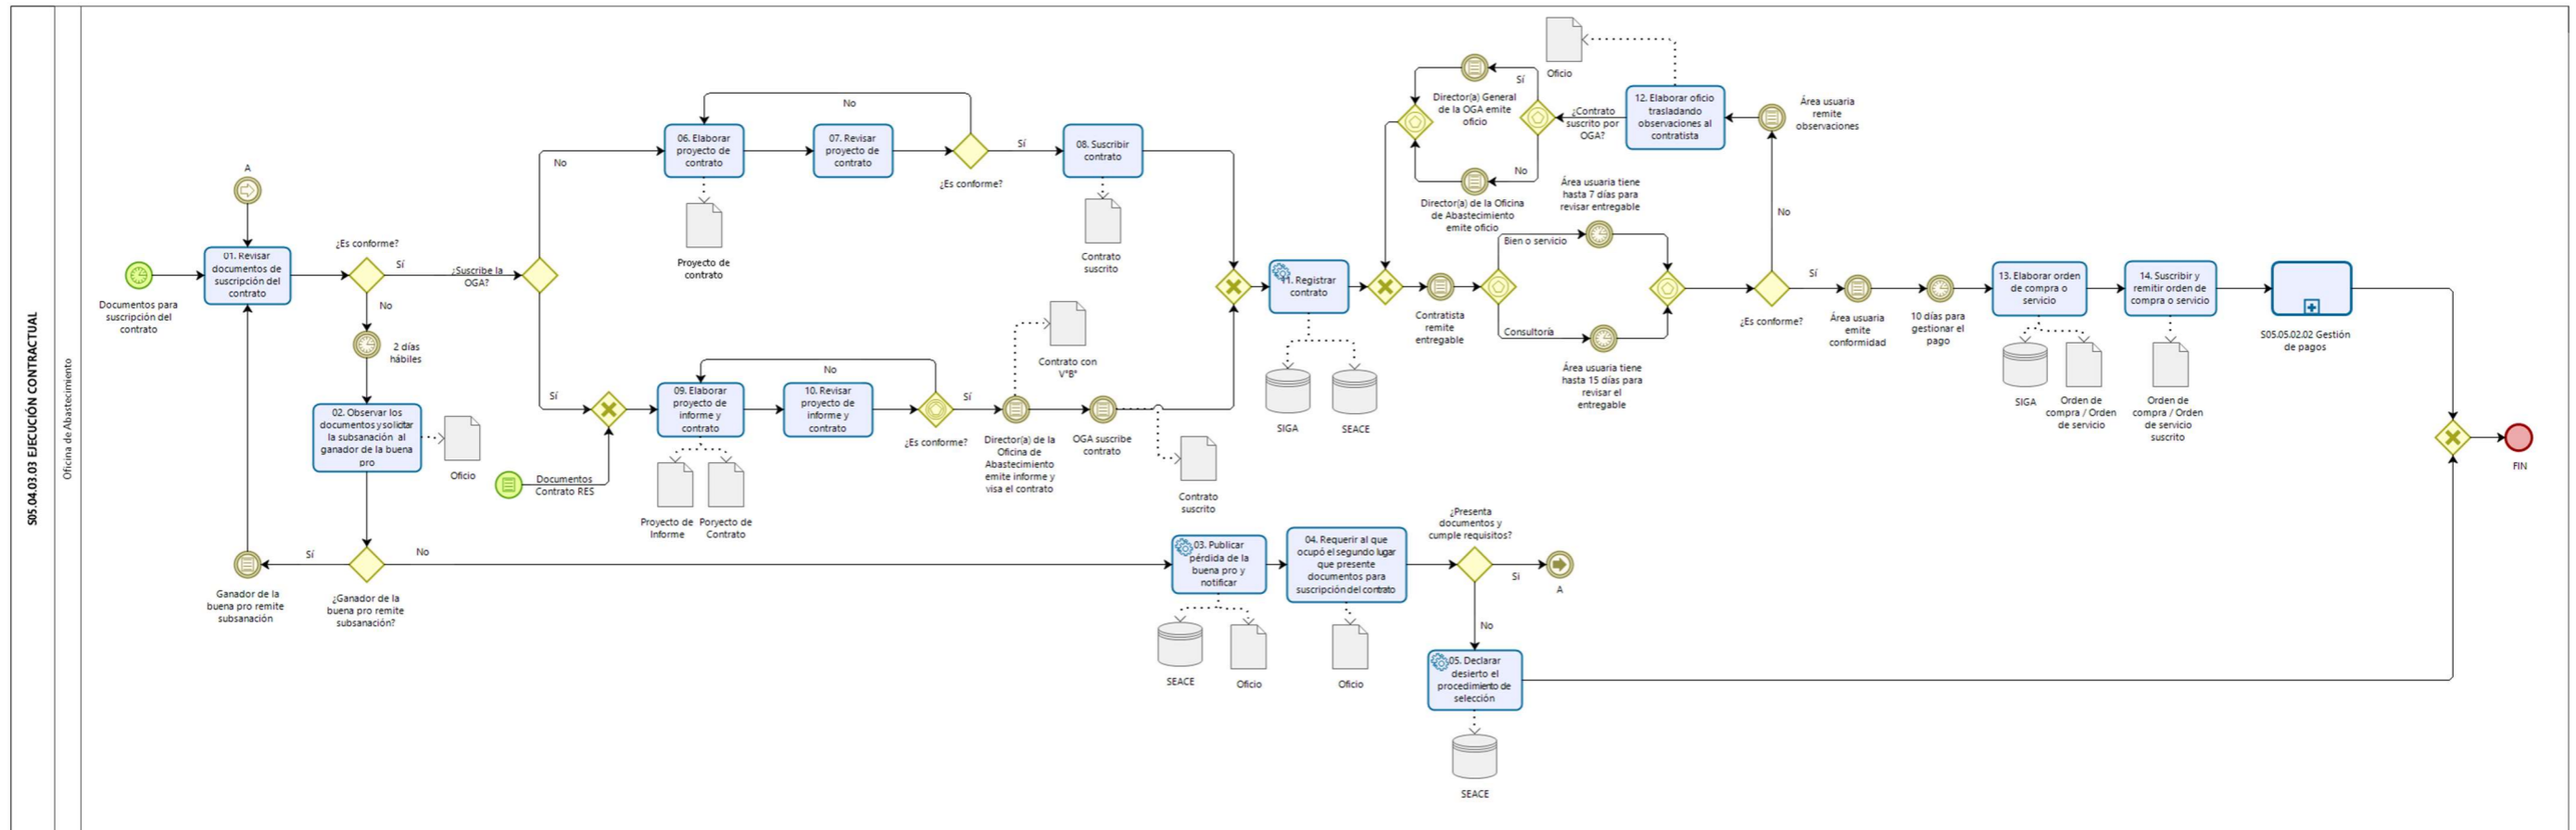 S05.04.03.03 EJECUCIÓN CONTRACTUAL
Oficina de Abastecimiento
Documentos para
suscripción del
contrato
A
01. Revisar
documentos de
suscripción del
contrato
¿Es conforme?
Sí
No
2 días
hábiles
02. Observar los
documentos y solicitar
la subsanación al
ganador de la buena
pro
Oficio
¿Ganador de la
buena pro remite
subsanación?
Sí
No
Ganador de la
buena pro remite
subsanación
¿Suscribe la
OGA?
No
Sí
06. Elaborar
proyecto de
contrato
Proyecto de
contrato
07. Revisar
proyecto de
contrato
No
¿Es conforme?
Sí
08. Suscribir
contrato
Contrato
suscrito
Documentos
Contrato RES
09. Elaborar
proyecto de
informe y
contrato
Proyecto de
Informe
Poryecto de
Contrato
10. Revisar
proyecto de
informe y
contrato
No
¿Es conforme?
Sí
Director(a) de la
Oficina de
Abastecimiento
emite informe y
visa el contrato
Contrato con
V°B°
OGA suscribe
contrato
Contrato
suscrito
03. Publicar
pérdida de la
buena pro y
notificar
SEACE
Oficio
04. Requerir al que
ocupó el segundo lugar
que presente
documentos para
suscripción del contrato
Oficio
¿Presenta
documentos y
cumple requisitos?
Si
A
No
05. Declarar
desierto el
procedimiento de
selección
SEACE
11. Registrar
contrato
SIGA
SEACE
Contratista
remite
entregable
Bien o servicio
Área usuaria tiene
hasta 7 días para
revisar entregable
Consultoría
Área usuaria tiene
hasta 15 días para
revisar el
entregable
¿Es conforme?
No
Área usuaria
remite
observaciones
12. Elaborar oficio
trasladando
observaciones al
contratista
Oficio
¿Contrato
suscrito por
OGA?
Sí
Director(a) General
de la OGA emite
oficio
No
Director(a) de la Oficina
de Abastecimiento
emite oficio
Sí
Área usuaria
emite
conformidad
10 días para
gestionar el
pago
13. Elaborar orden
de compra o
servicio
SIGA
Orden de
compra / Orden
de servicio
14. Suscribir y
remitir orden de
compra o servicio
Orden de
compra / Orden
de servicio
suscrito
S05.05.02.02 Gestión
de pagos
FIN